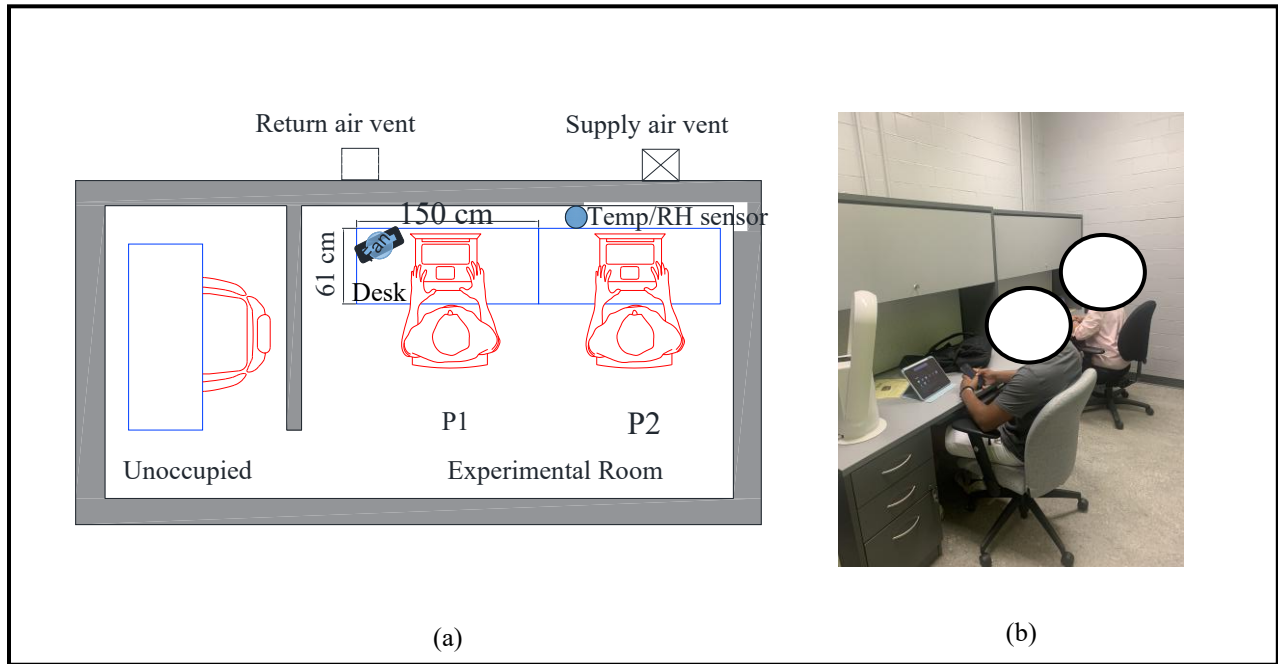 Return air vent
Supply air vent
150 cm
Temp/RH sensor
Fan
61 cm
Desk
P1
P2
Unoccupied
Experimental Room
(a)
(b)